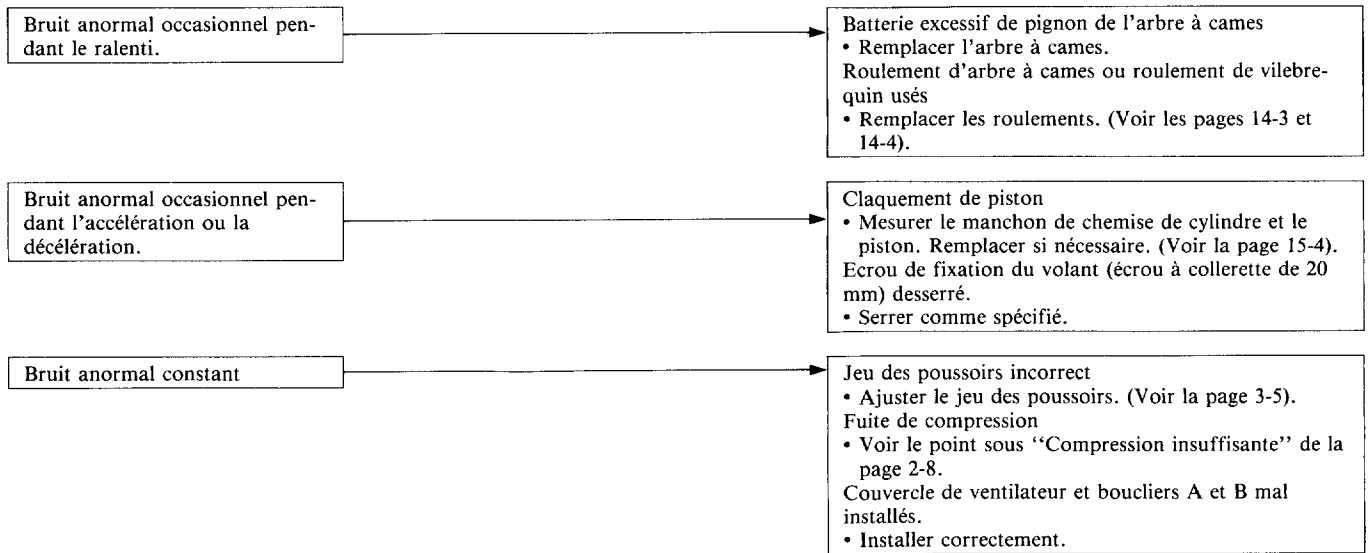 Bruit anormal occasionnel pen-
dant le ralenti.
Batterie excessif de pignon de l'arbre à cames
• Remplacer l'arbre à cames.
Roulement d'arbre à cames ou roulement de vilebre-
quin usés
• Remplacer les roulements. (Voir les pages 14-3 et
14-4).
Bruit anormal occasionnel pen-
dant l'accélération ou la
décélération.
Claquement de piston
• Mesurer le manchon de chemise de cylindre et le
piston. Remplacer si nécessaire. (Voir la page 15-4).
Ecrou de fixation du volant (écrou à collerette de 20
mm) desserré.
• Serrer comme spécifié.
Bruit anormal constant
Jeu des poussoirs incorrect
• Ajuster le jeu des poussoirs. (Voir la page 3-5).
Fuite de compression
• Voir le point sous “Compression insuffisante” de la
page 2-8.
Couvercle de ventilateur et boucliers A et B mal
installés.
• Installer correctement.